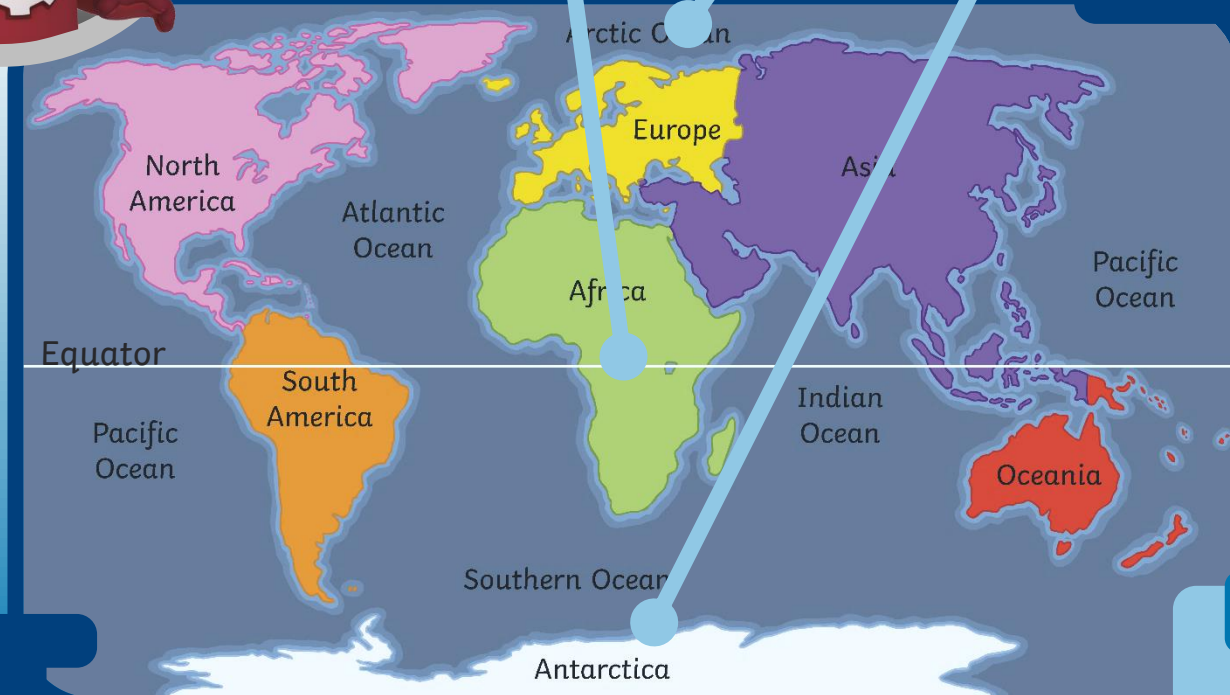 Arctic Ocean
North
America
Europe
Asia
Atlantic
Ocean
Africa
Pacific
Ocean
Equator
South
America
Pacific
Ocean
Indian
Ocean
Oceania
Southern Ocean
Antarctica